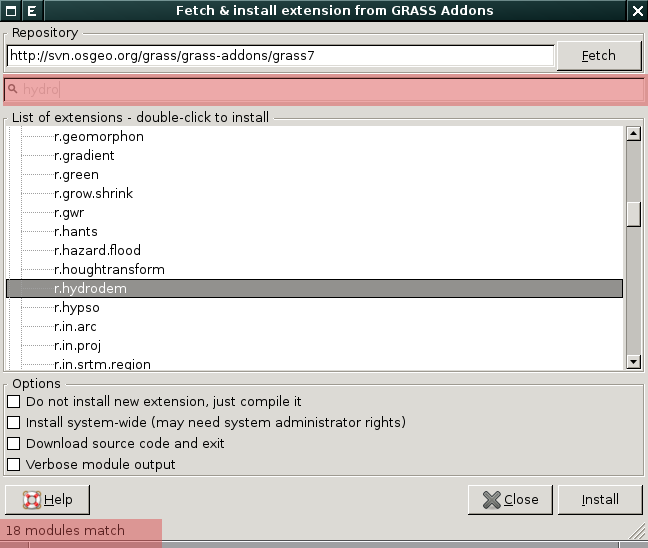 Fetch & install extension from GRASS Addons
Repository
http://svn.osgeo.org/grass/grass-addons/grass7
Fetch
hydro
List of extensions - double-click to install
r.geomorphon
r.gradient
r.green
r.grow.shrink
r.gwr
r.hants
r.hazard.flood
r.houghtransform
r.hydrodem
r.hypso
r.in.arc
r.in.proj
r.in.srtm.region
Options
Do not install new extension, just compile it
Install system-wide (may need system administrator rights)
Download source code and exit
Verbose module output
Help
Close
Install
18 modules match